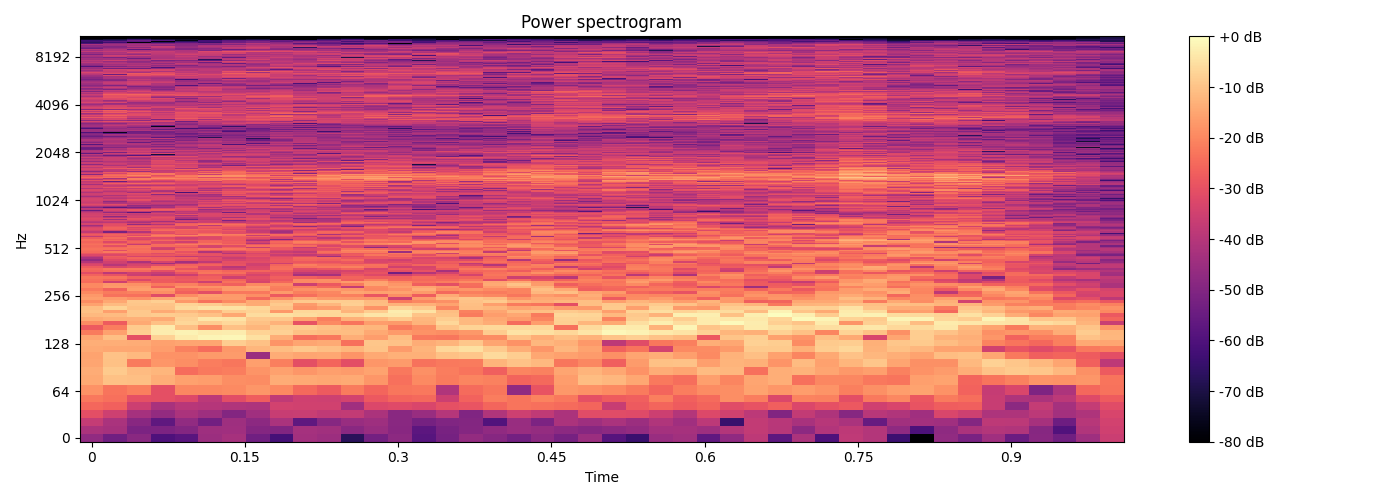 Power spectrogram
Hz
8192
4096
2048
1024
512
256
128
64
0
0 0.15 0.3 0.45 0.6 0.75 0.9
Time
+0 dB
-10 dB
-20 dB
-30 dB
-40 dB
-50 dB
-60 dB
-70 dB
-80 dB